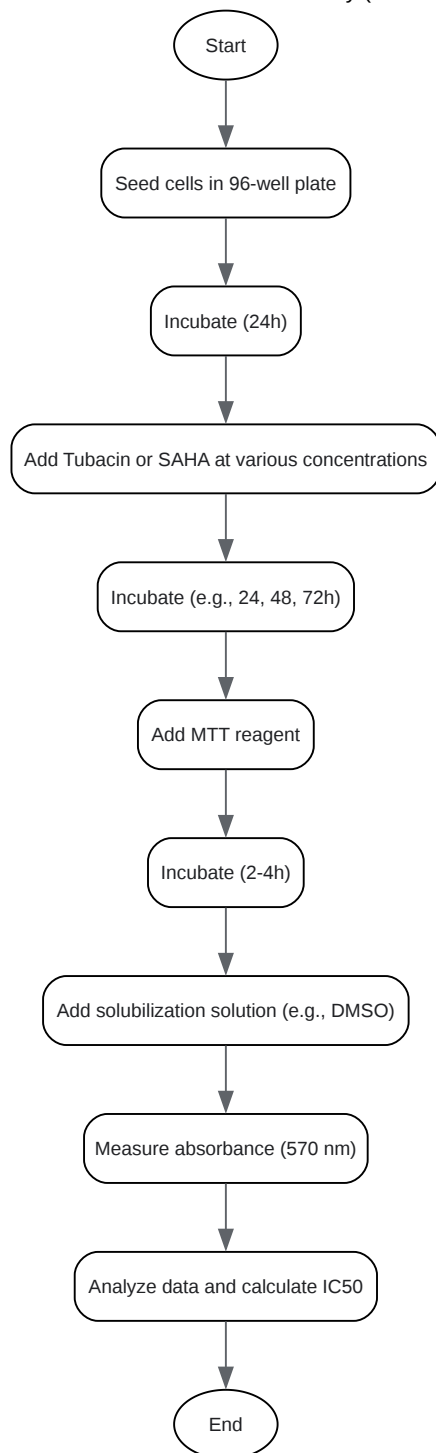 Start
Seed cells in 96-well plate
Incubate (24h)
Add Tubacin or SAHA at various concentrations
Incubate (e.g., 24, 48, 72h)
Add MTT reagent
Incubate (2-4h)
Add solubilization solution (e.g., DMSO)
Measure absorbance (570 nm)
Analyze data and calculate IC50
End